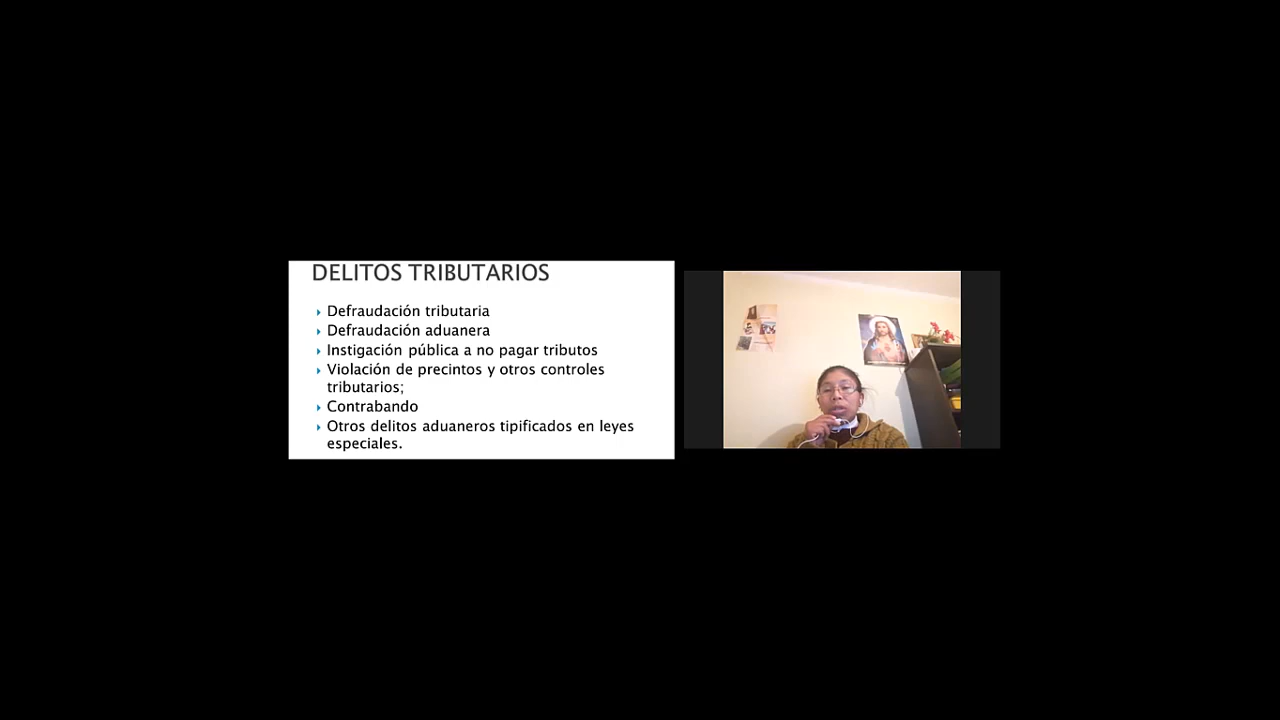 DELITOS TRIBUTARIOS
Defraudación tributaria
Defraudación aduanera
Instigación pública a no pagar tributos
Violación de precintos y otros controles
tributarios;
Contrabando
Otros delitos aduaneros tipificados en leyes
especiales.